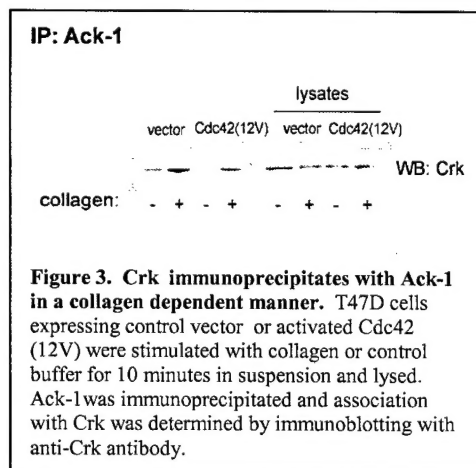 IP: Ack-1
lysates
vector Cdc42(12V) vector Cdc42(12V)
WB: Crk
collagen: - + - + - + - +
Figure 3. Crk immunoprecipitates with Ack-1
in a collagen dependent manner. T47D cells
expressing control vector or activated Cdc42
(12V) were stimulated with collagen or control
buffer for 10 minutes in suspension and lysed.
Ack-1was immunoprecipitated and association
with Crk was determined by immunoblotting with
anti-Crk antibody.